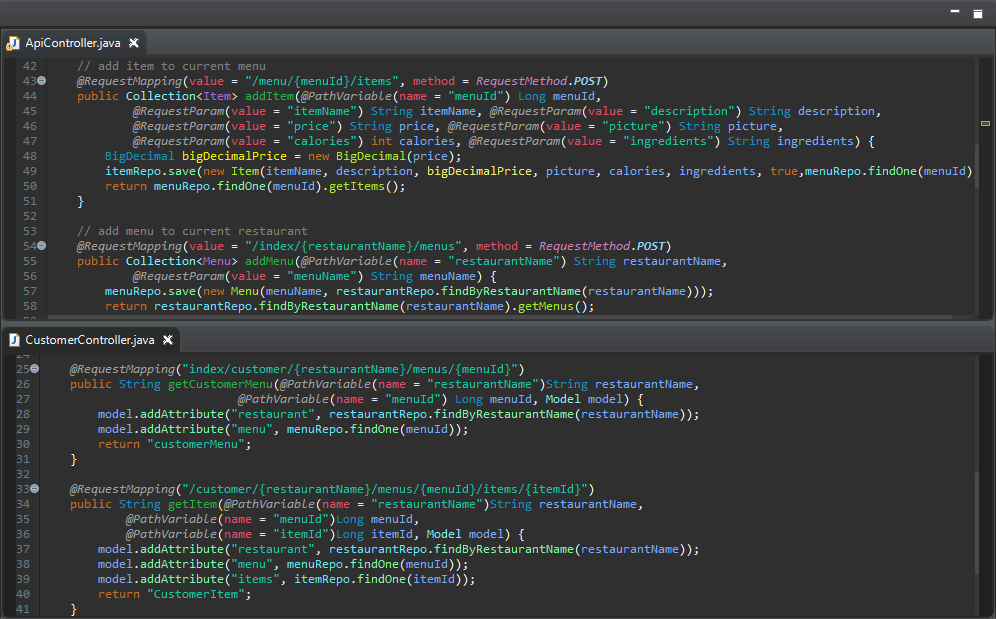 ApiController.java
42 // add item to current menu
43 @RequestMapping(value = "/menu/{menuId}/items", method = RequestMethod.POST)
44 public Collection<Item> addItem(@PathVariable(name = "menuId") Long menuId,
45 @RequestParam(value = "itemName") String itemName, @RequestParam(value = "description") String description,
46 @RequestParam(value = "price") String price, @RequestParam(value = "picture") String picture,
47 @RequestParam(value = "calories") int calories, @RequestParam(value = "ingredients") String ingredients) {
48 BigDecimal bigDecimalPrice = new BigDecimal(price);
49 itemRepo.save(new Item(itemName, description, bigDecimalPrice, picture, calories, ingredients, true,menuRepo.findOne(menuId)
50 return menuRepo.findOne(menuId).getItems();
51 }
52
53 // add menu to current restaurant
54 @RequestMapping(value = "/index/{restaurantName}/menus", method = RequestMethod.POST)
55 public Collection<Menu> addMenu(@PathVariable(name = "restaurantName") String restaurantName,
56 @RequestParam(value = "menuName") String menuName) {
57 menuRepo.save(new Menu(menuName, restaurantRepo.findByRestaurantName(restaurantName)));
58 return restaurantRepo.findByRestaurantName(restaurantName).getMenus();
CustomerController.java
24
25 @RequestMapping("index/customer/{restaurantName}/menus/{menuId}")
26 public String getCustomerMenu(@PathVariable(name = "restaurantName")String restaurantName,
27 @PathVariable(name = "menuId") Long menuId, Model model) {
28 model.addAttribute("restaurant", restaurantRepo.findByRestaurantName(restaurantName));
29 model.addAttribute("menu", menuRepo.findOne(menuId));
30 return "customerMenu";
31 }
32
33 @RequestMapping("/customer/{restaurantName}/menus/{menuId}/items/{itemId}")
34 public String getItem(@PathVariable(name = "restaurantName")String restaurantName,
35 @PathVariable(name = "menuId")Long menuId,
36 @PathVariable(name = "itemId")Long itemId, Model model) {
37 model.addAttribute("restaurant", restaurantRepo.findByRestaurantName(restaurantName));
38 model.addAttribute("menu", menuRepo.findOne(menuId));
39 model.addAttribute("items", itemRepo.findOne(itemId));
40 return "CustomerItem";
41 }